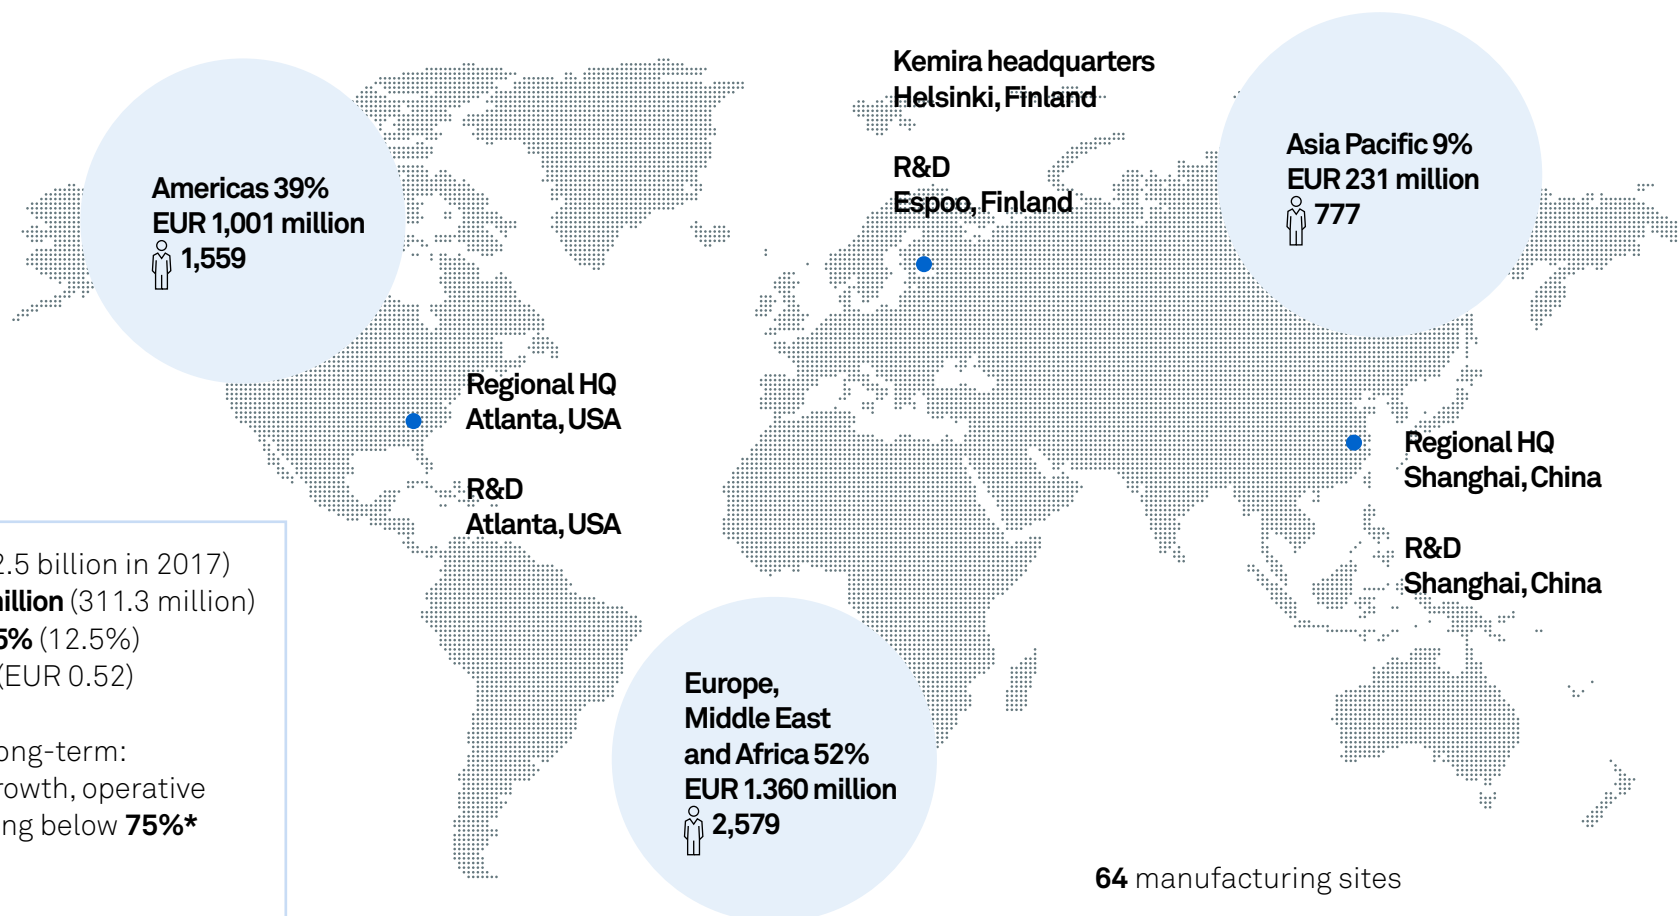 Kemira headquarters
Helsinki, Finland
R&D
Espoo, Finland
Americas 39%
EUR 1,001 million
1,559
Asia Pacific 9%
EUR 231 million
777
Regional HQ
Atlanta, USA
R&D
Atlanta, USA
Regional HQ
Shanghai, China
R&D
Shanghai, China
2.5 billion in 2017)
million (311.3 million)
5% (12.5%)
(EUR 0.52)
ong-term:
rowth, operative
ing below 75%*
Europe,
Middle East
and Africa 52%
EUR 1.360 million
2,579
64 manufacturing sites